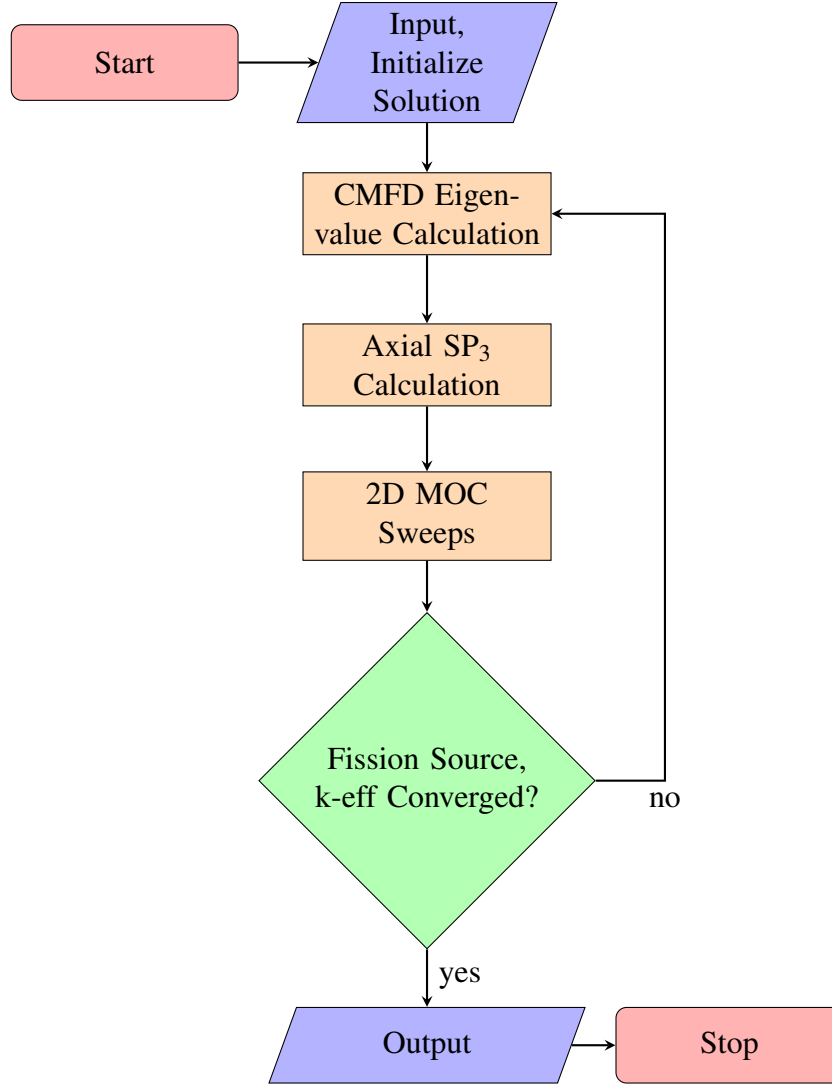 Start
Input,
Initialize
Solution
CMFD Eigen-
value Calculation
Axial SP₃
Calculation
2D MOC
Sweeps
Fission Source,
k-eff Converged?
no
yes
Output
Stop